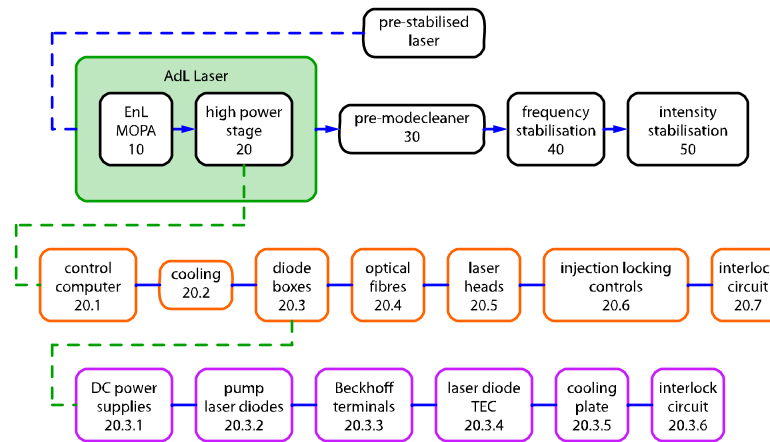 pre-stabilised
laser
AdL Laser
EnL
MOPA
10
high power
stage
20
pre-modecleaner
30
frequency
stabilisation
40
intensity
stabilisation
50
control
computer
20.1
cooling
20.2
diode
boxes
20.3
optical
fibres
20.4
laser
heads
20.5
injection locking
controls
20.6
interlock
circuit
20.7
DC power
supplies
20.3.1
pump
laser diodes
20.3.2
Beckhoff
terminals
20.3.3
laser diode
TEC
20.3.4
cooling
plate
20.3.5
interlock
circuit
20.3.6